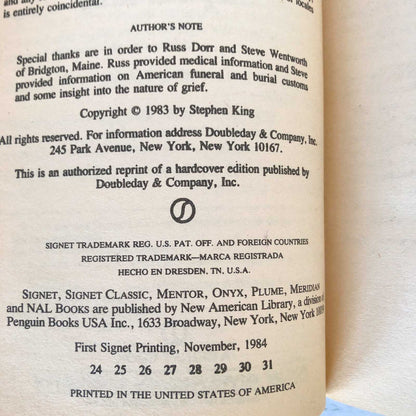 is entirely coincidental.
locales
AUTHOR'S NOTE
Special thanks are in order to Russ Dorr and Steve Wentworth
of Bridgton, Maine. Russ provided medical information and Steve
provided information on American funeral and burial customs
and some insight into the nature of grief.
Copyright © 1983 by Stephen King
All rights reserved. For information address Doubleday & Company, Inc.
245 Park Avenue, New York, New York 10167.
This is an authorized reprint of a hardcover edition published by
Doubleday & Company, Inc.
SIGNET TRADEMARK REG. U.S. PAT. OFF. AND FOREIGN COUNTRIES
REGISTERED TRADEMARK—MARCA REGISTRADA
HECHO EN DRESDEN, TN. U.S.A.
SIGNET, SIGNET CLASSIC, MENTOR, ONYX, PLUME, MERIDIAN
and NAL BOOKS are published by New American Library, a division of
Penguin Books USA Inc., 1633 Broadway, New York, New York 10019
First Signet Printing, November, 1984
24 25 26 27 28 29 30 31
PRINTED IN THE UNITED STATES OF AMERICA